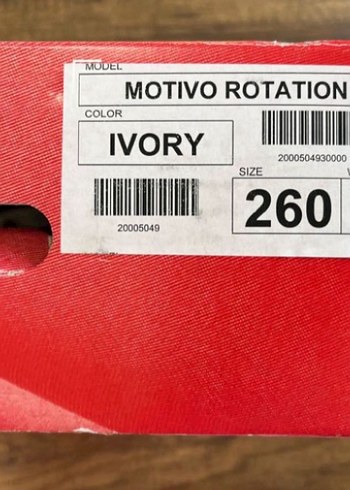 MODEL
MOTIVO ROTATION
COLOR
IVORY
2000504930000
20005049
SIZE
260